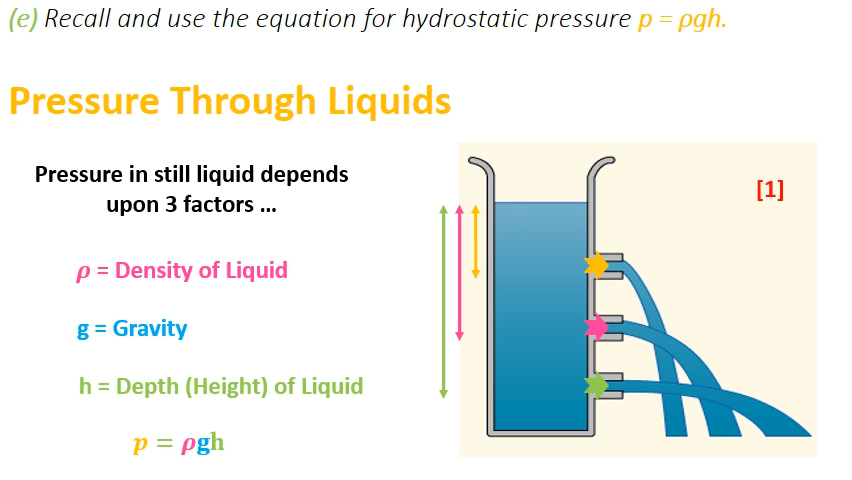 (e) Recall and use the equation for hydrostatic pressure p = ρgh.
Pressure Through Liquids
Pressure in still liquid depends
upon 3 factors ...
[1]
ρ = Density of Liquid
g = Gravity
h = Depth (Height) of Liquid
p = ρgh